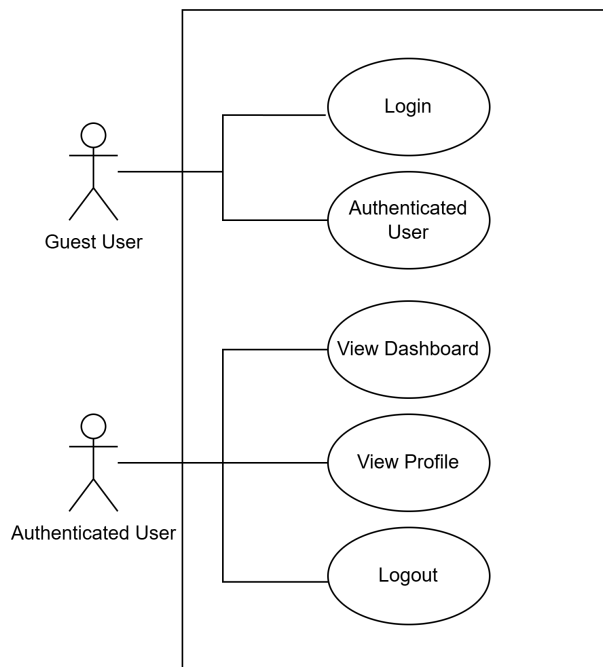 Login
Authenticated
User
Guest User
View Dashboard
View Profile
Authenticated User
Logout